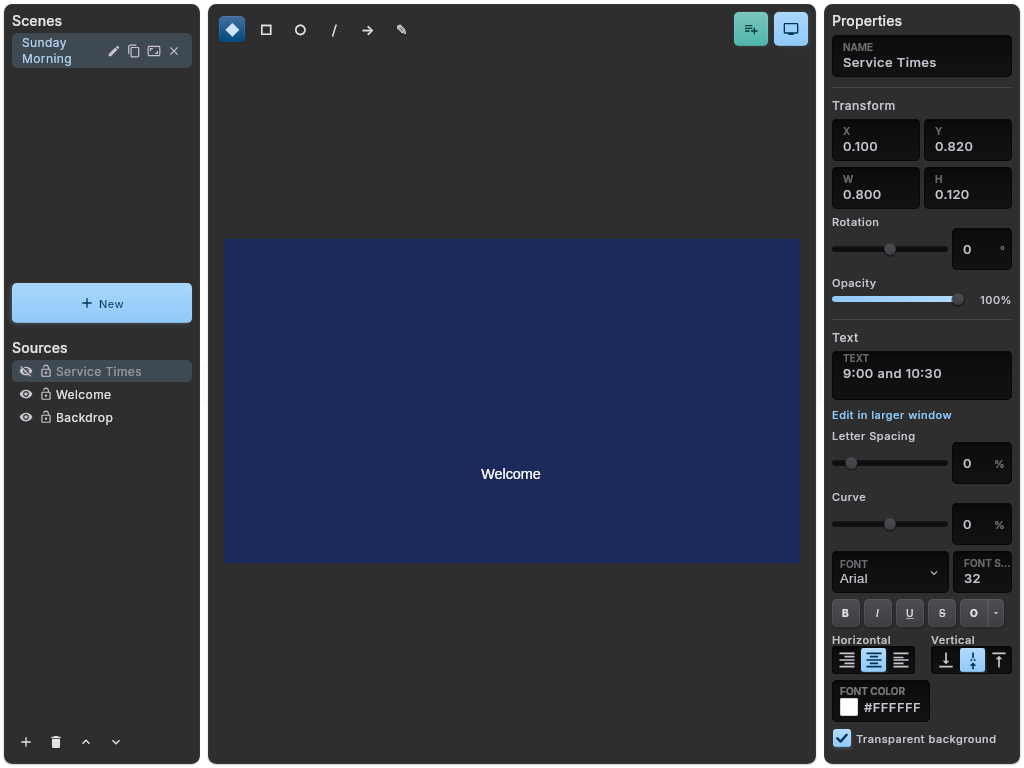 Scenes
Sunday
Morning
New
Sources
Service Times
Welcome
Backdrop
Welcome
Properties
NAME
Service Times
Transform
X
0.100
Y
0.820
W
0.800
H
0.120
Rotation
0 °
Opacity
100%
Text
TEXT
9:00 and 10:30
Edit in larger window
Letter Spacing
0 %
Curve
0 %
FONT
Arial
FONT S...
32
B I U S O
Horizontal
Vertical
FONT COLOR
#FFFFFF
Transparent background